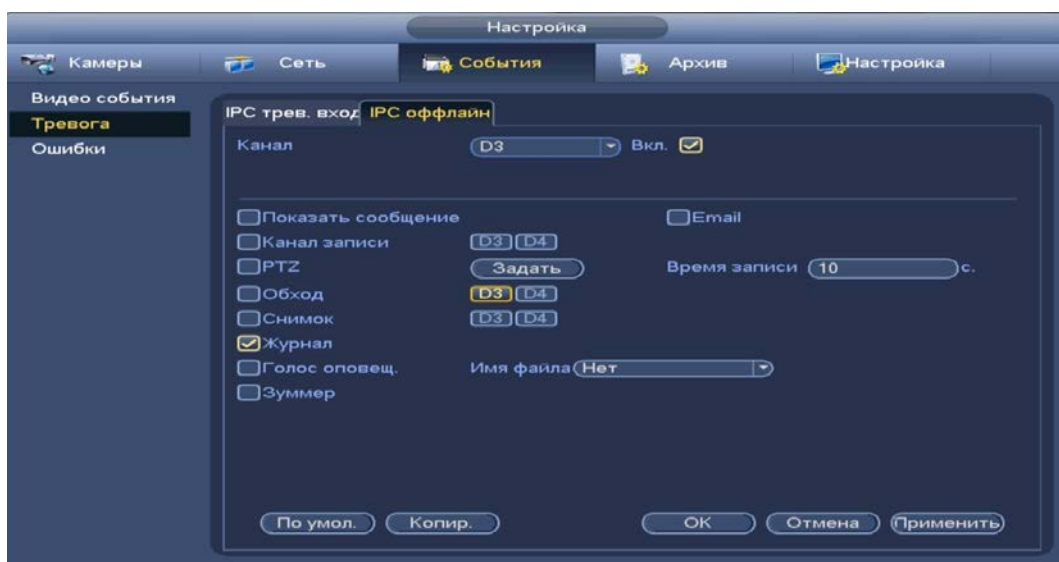 Настройка
Камеры Сеть События Архив Настройка
Видео события
Тревога
Ошибки
IPC трев. вход IPC оффлайн
Канал D3 Вкл.
Показать сообщение Email
Канал записи D3 D4
PTZ Задать Время записи 10 с.
Обход D3 D4
Снимок D3 D4
Журнал
Голос оповещ. Имя файла Нет
Зуммер
По умол. Копир. OK Отмена Применить